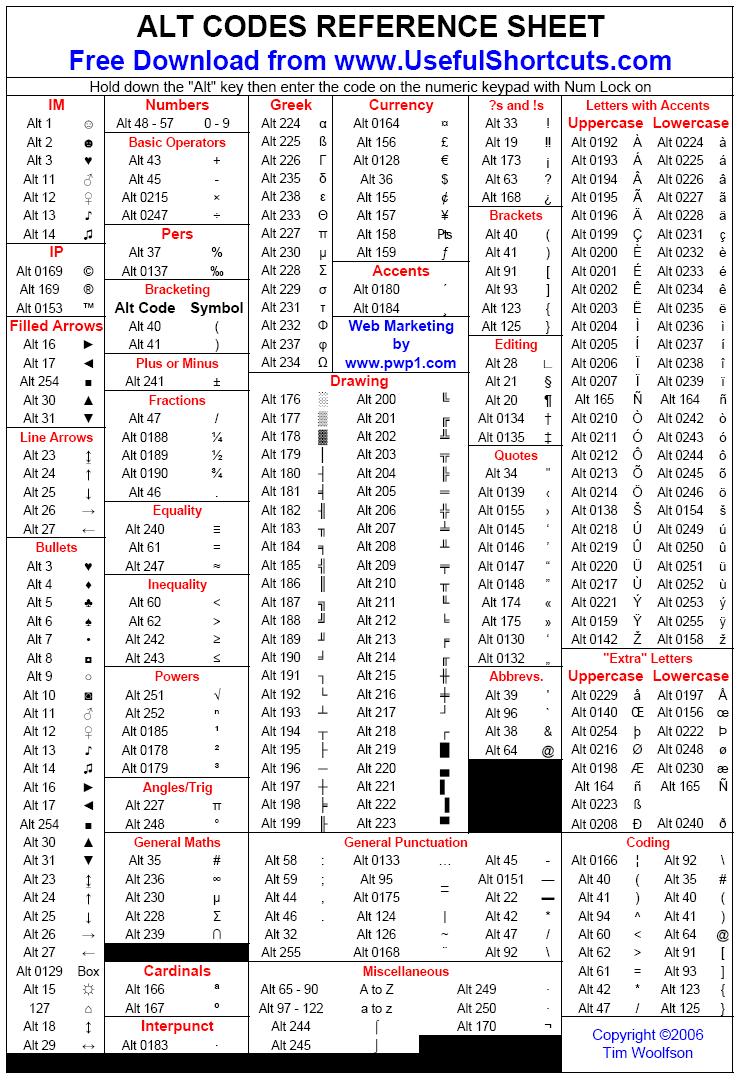 ALT CODES REFERENCE SHEET
Free Download from www.UsefulShortcuts.com
Hold down the "Alt" key then enter the code on the numeric keypad with Num Lock on
IM
Alt 1 ☺
Alt 2 ☻
Alt 3 ♥
Alt 11 ♂
Alt 12 ♀
Alt 13 ♪
Alt 14 ♫
IP
Alt 0169 ©
Alt 169 ®
Alt 0153 ™
Filled Arrows
Alt 16 ►
Alt 17 ◄
Alt 254 ■
Alt 30 ▲
Alt 31 ▼
Line Arrows
Alt 23 ↨
Alt 24 ↑
Alt 25 ↓
Alt 26 →
Alt 27 ←
Bullets
Alt 3 ♥
Alt 4 ♦
Alt 5 ♣
Alt 6 ♠
Alt 7 •
Alt 8 ◘
Alt 9 ○
Alt 10 ◙
Alt 11 ♂
Alt 12 ♀
Alt 13 ♪
Alt 14 ♫
Alt 16 ►
Alt 17 ◄
Alt 254 ■
Alt 30 ▲
Alt 31 ▼
Alt 23 ↨
Alt 24 ↑
Alt 25 ↓
Alt 26 →
Alt 27 ←
Alt 0129 Box
Alt 15 ☼
127 ⌂
Alt 18 ↕
Alt 29 ↔
Numbers
Alt 48 - 57 0 - 9
Basic Operators
Alt 43 +
Alt 45 -
Alt 0215 ×
Alt 0247 ÷
Pers
Alt 37 %
Alt 0137 ‰
Bracketing
Alt Code Symbol
Alt 40 (
Alt 41 )
Plus or Minus
Alt 241 ±
Fractions
Alt 47 /
Alt 0188 ¼
Alt 0189 ½
Alt 0190 ¾
Alt 46 .
Equality
Alt 240 ≡
Alt 61 =
Alt 247 ≈
Inequality
Alt 60 <
Alt 62 >
Alt 242 ≥
Alt 243 ≤
Powers
Alt 251 √
Alt 252 ⁿ
Alt 0185 ¹
Alt 0178 ²
Alt 0179 ³
Angles/Trig
Alt 227 π
Alt 248 °
General Maths
Alt 35 #
Alt 236 ∞
Alt 230 µ
Alt 228 Σ
Alt 239 ∩
Cardinals
Alt 166 ª
Alt 167 º
Interpunct
Alt 0183 ·
Greek
Alt 224 α
Alt 225 ß
Alt 226 Γ
Alt 235 δ
Alt 238 ε
Alt 233 Θ
Alt 227 π
Alt 230 µ
Alt 228 Σ
Alt 229 σ
Alt 231 τ
Alt 232 Φ
Alt 237 φ
Alt 234 Ω
Currency
Alt 0164 ¤
Alt 156 £
Alt 0128 €
Alt 36 $
Alt 155 ¢
Alt 157 ¥
Alt 158 ₧
Alt 159 ƒ
Accents
Alt 0180 ´
Alt 0184 ¸
Web Marketing
by
www.pwp1.com
Drawing
Alt 176 ░ Alt 200 ╚
Alt 177 ▒ Alt 201 ╔
Alt 178 ▓ Alt 202 ╩
Alt 179 │ Alt 203 ╦
Alt 180 ┤ Alt 204 ╠
Alt 181 ╡ Alt 205 ═
Alt 182 ╢ Alt 206 ╬
Alt 183 ╖ Alt 207 ╧
Alt 184 ╕ Alt 208 ╨
Alt 185 ╣ Alt 209 ╤
Alt 186 ║ Alt 210 ╥
Alt 187 ╗ Alt 211 ╙
Alt 188 ╝ Alt 212 ╘
Alt 189 ╜ Alt 213 ╒
Alt 190 ╛ Alt 214 ╓
Alt 191 ┐ Alt 215 ╫
Alt 192 └ Alt 216 ╪
Alt 193 ┴ Alt 217 ┘
Alt 194 ┬ Alt 218 ┌
Alt 195 ├ Alt 219 █
Alt 196 ─ Alt 220 ▄
Alt 197 ┼ Alt 221 ▌
Alt 198 ╞ Alt 222 ▐
Alt 199 ╟ Alt 223 ▀
?s and !s
Alt 33 !
Alt 19 ‼
Alt 173 ¡
Alt 63 ?
Alt 168 ¿
Brackets
Alt 40 (
Alt 41 )
Alt 91 [
Alt 93 ]
Alt 123 {
Alt 125 }
Editing
Alt 28 ∟
Alt 21 §
Alt 20 ¶
Alt 0134 †
Alt 0135 ‡
Quotes
Alt 34 "
Alt 0139 ‹
Alt 0155 ›
Alt 0145 ‘
Alt 0146 ’
Alt 0147 “
Alt 0148 ”
Alt 174 «
Alt 175 »
Alt 0130 ‚
Alt 0132 „
Abbrevs.
Alt 39 '
Alt 96 `
Alt 38 &
Alt 64 @
General Punctuation
Alt 58 : Alt 0133 … Alt 45 -
Alt 59 ; Alt 95 _ Alt 0151 —
Alt 44 , Alt 0175 ¯ Alt 22 ▬
Alt 46 . Alt 124 | Alt 42 *
Alt 32 Alt 126 ~ Alt 47 /
Alt 255 Alt 0168 ¨ Alt 92 \
Miscellaneous
Alt 65 - 90 A to Z Alt 249 ∙
Alt 97 - 122 a to z Alt 250 ·
Alt 244 ⌠ Alt 170 ¬
Alt 245 ⌡
Letters with Accents
Uppercase Lowercase
Alt 0192 À Alt 0224 à
Alt 0193 Á Alt 0225 á
Alt 0194 Â Alt 0226 â
Alt 0195 Ã Alt 0227 ã
Alt 0196 Ä Alt 0228 ä
Alt 0199 Ç Alt 0231 ç
Alt 0200 È Alt 0232 è
Alt 0201 É Alt 0233 é
Alt 0202 Ê Alt 0234 ê
Alt 0203 Ë Alt 0235 ë
Alt 0204 Ì Alt 0236 ì
Alt 0205 Í Alt 0237 í
Alt 0206 Î Alt 0238 î
Alt 0207 Ï Alt 0239 ï
Alt 165 Ñ Alt 164 ñ
Alt 0210 Ò Alt 0242 ò
Alt 0211 Ó Alt 0243 ó
Alt 0212 Ô Alt 0244 ô
Alt 0213 Õ Alt 0245 õ
Alt 0214 Ö Alt 0246 ö
Alt 0138 Š Alt 0154 š
Alt 0218 Ú Alt 0249 ú
Alt 0219 Û Alt 0250 û
Alt 0220 Ü Alt 0251 ü
Alt 0217 Ù Alt 0252 ù
Alt 0221 Ý Alt 0253 ý
Alt 0159 Ÿ Alt 0255 ÿ
Alt 0142 Ž Alt 0158 ž
"Extra" Letters
Uppercase Lowercase
Alt 0229 å Alt 0197 Å
Alt 0140 Œ Alt 0156 œ
Alt 0254 þ Alt 0222 Þ
Alt 0216 Ø Alt 0248 ø
Alt 0198 Æ Alt 0230 æ
Alt 164 ñ Alt 165 Ñ
Alt 0223 ß
Alt 0208 Ð Alt 0240 ð
Coding
Alt 0166 ¦ Alt 92 \
Alt 40 ( Alt 35 #
Alt 41 ) Alt 40 (
Alt 94 ^ Alt 41 )
Alt 60 < Alt 64 @
Alt 62 > Alt 91 [
Alt 61 = Alt 93 ]
Alt 42 * Alt 123 {
Alt 47 / Alt 125 }
Copyright ©2006
Tim Woolfson